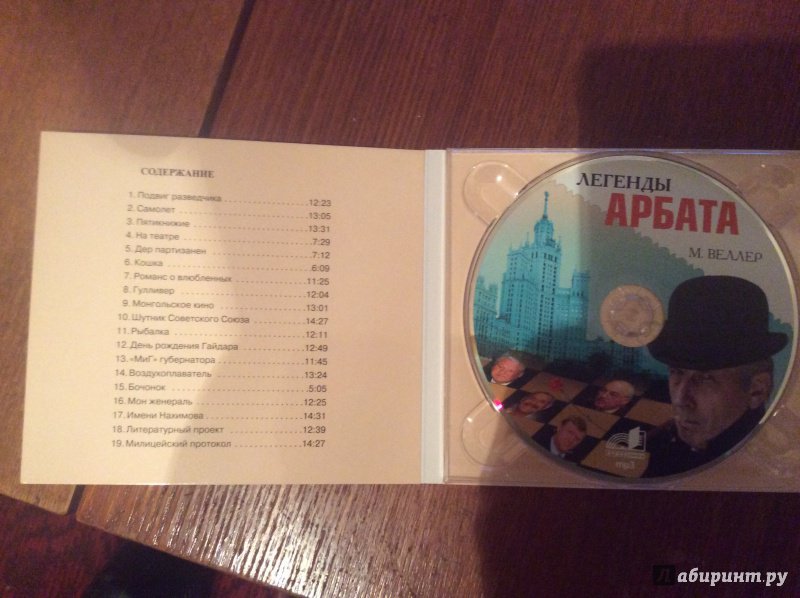 СОДЕРЖАНИЕ
1. Подвиг разведчика 12:23
2. Самолет 13:05
3. Пятикнижие 13:31
4. На театре 7:29
5. Дер партизанен 7:12
6. Кошка 6:09
7. Романс о влюбленных 11:25
8. Гулливер 12:04
9. Монгольское кино 13:01
10. Шутник Советского Союза 14:27
11. Рыбалка 12:11
12. День рождения Гайдара 12:49
13. «МиГ» губернатора 11:45
14. Воздухоплаватель 13:24
15. Бочонок 5:05
16. Мон женераль 12:25
17. Имени Нахимова 14:31
18. Литературный проект 12:39
19. Милицейский протокол 14:27
ЛЕГЕНДЫ
АРБАТА
М. ВЕЛЛЕР
mp3
Лабиринт.ру